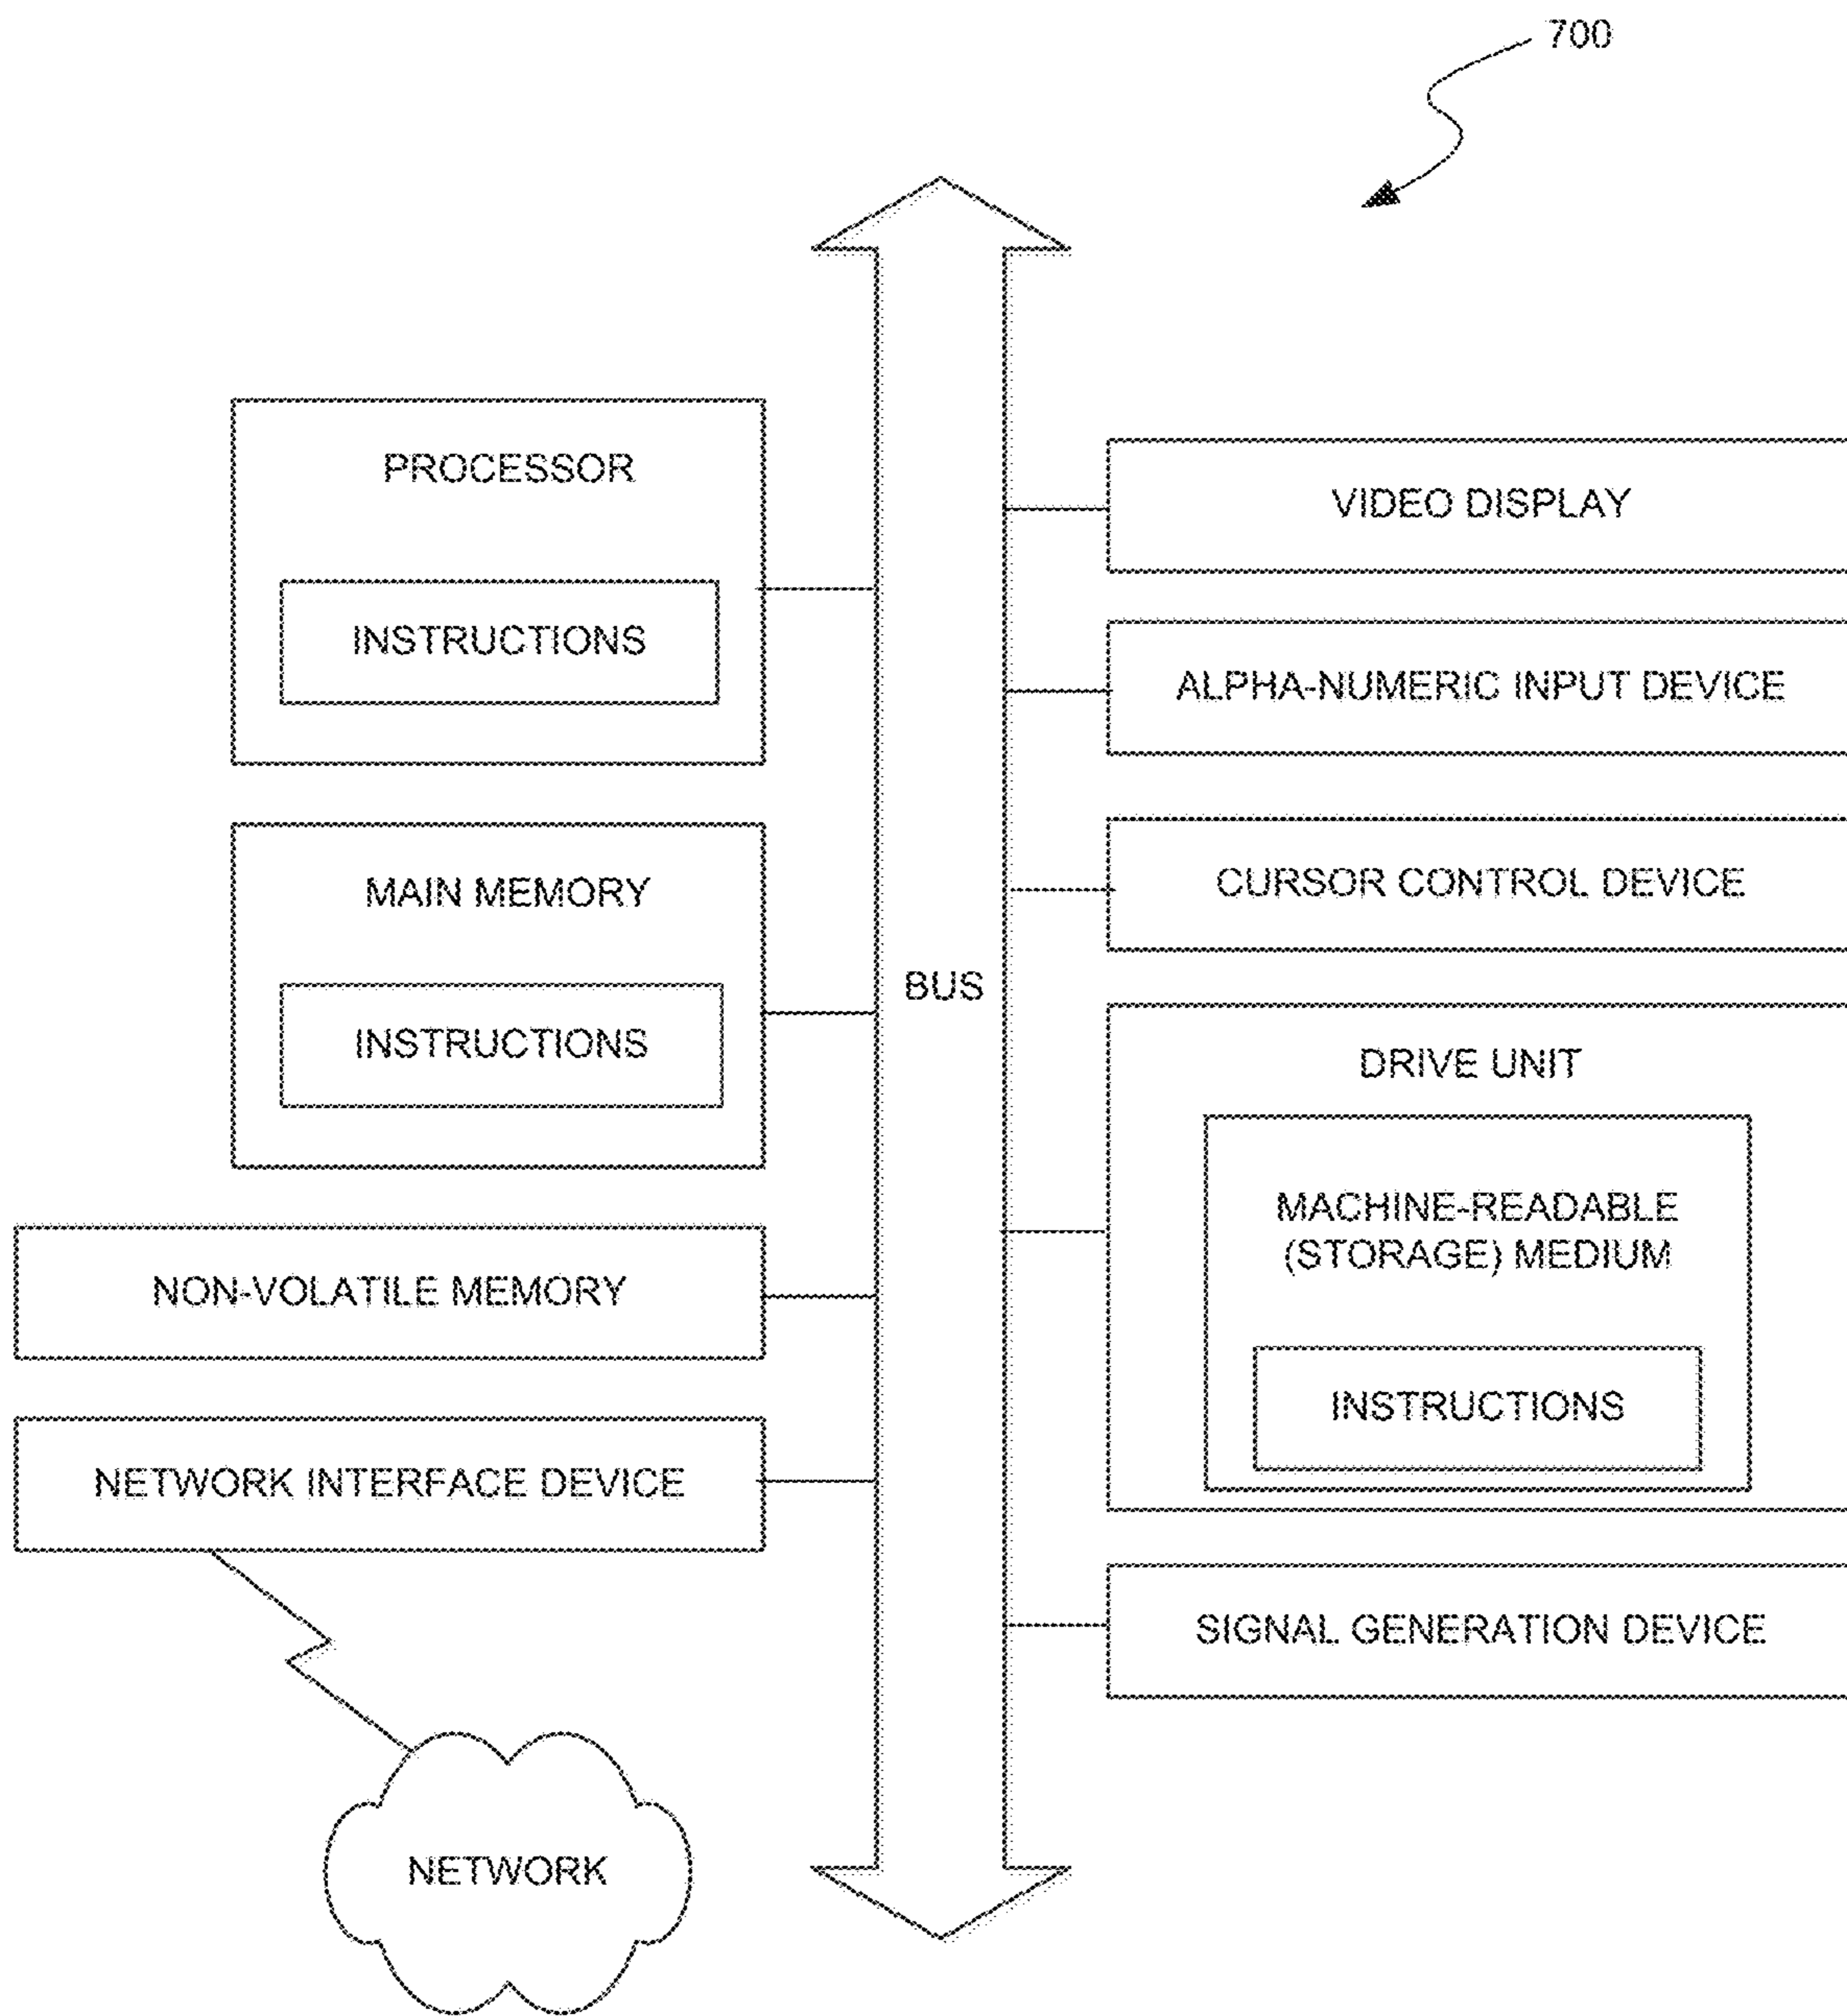 700
PROCESSOR
INSTRUCTIONS
MAIN MEMORY
INSTRUCTIONS
NON-VOLATILE MEMORY
NETWORK INTERFACE DEVICE
NETWORK
BUS
VIDEO DISPLAY
ALPHA-NUMERIC INPUT DEVICE
CURSOR CONTROL DEVICE
DRIVE UNIT
MACHINE-READABLE
(STORAGE) MEDIUM
INSTRUCTIONS
SIGNAL GENERATION DEVICE